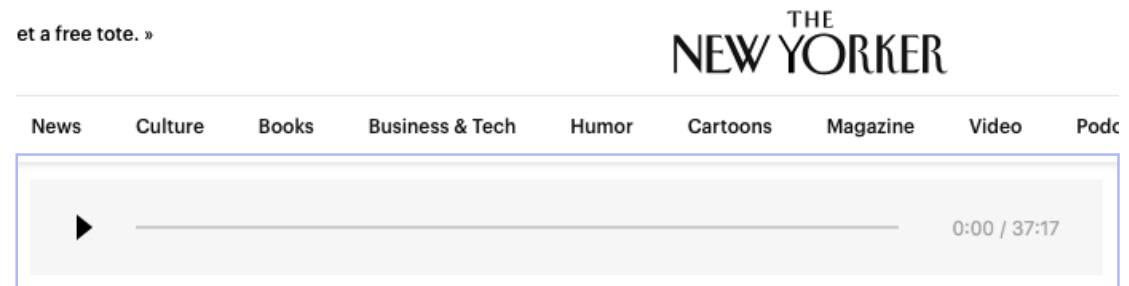 et a free tote. »
THE
NEW YORKER
News Culture Books Business & Tech Humor Cartoons Magazine Video Podc
0:00 / 37:17